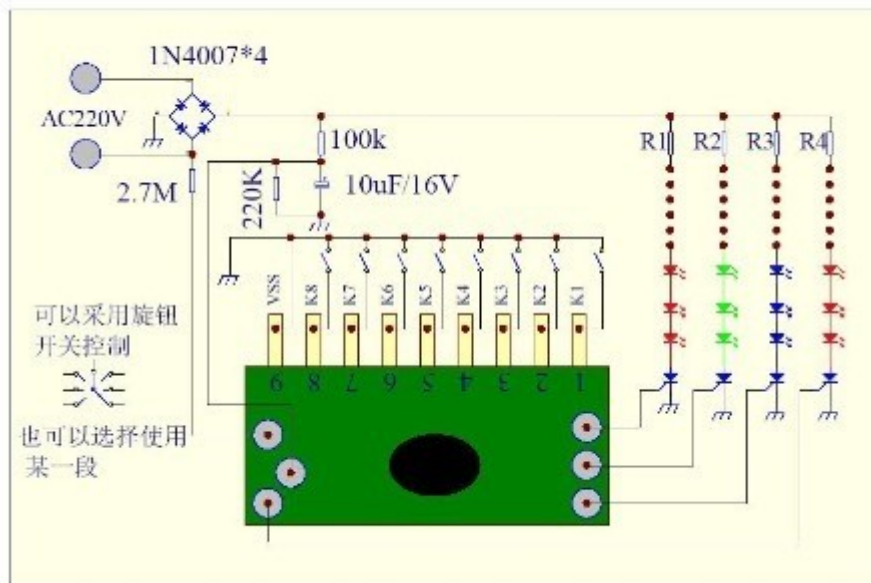 1N4007*4
AC220V
2.7M
100k
220K
10uF/16V
R1
R2
R3
R4
VSS
K8
K7
K6
K5
K4
K3
K2
K1
9
8
7
6
5
4
3
2
1
可以采用旋钮
开关控制
也可以选择使用
某一段